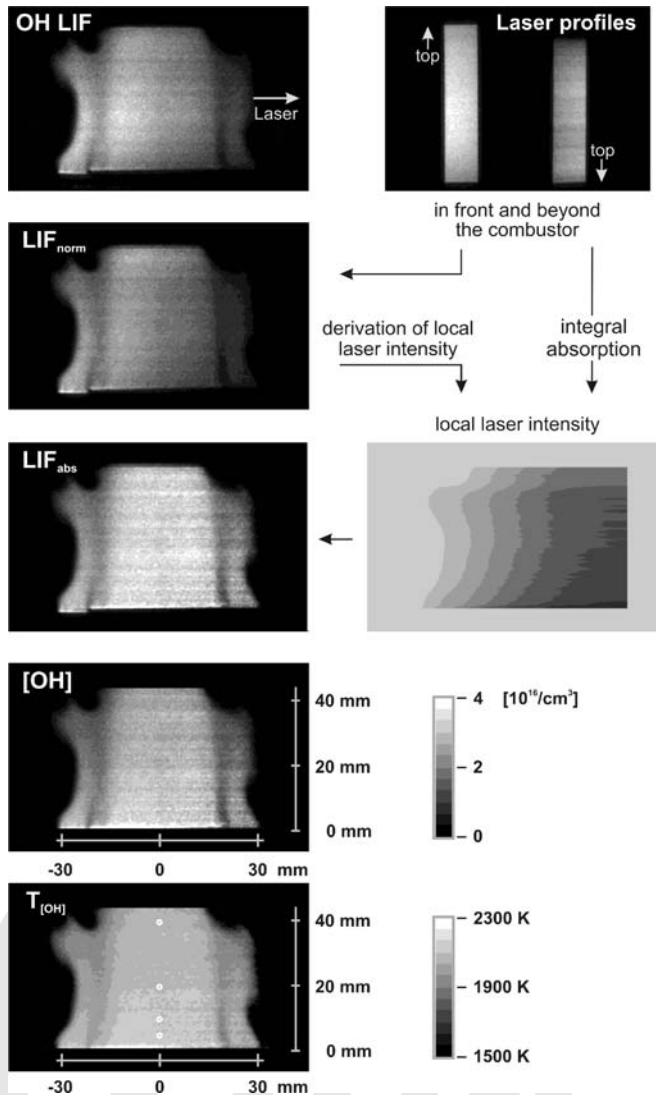 OH LIF
Laser
Laser profiles
top
top
in front and beyond
the combustor
LIFnorm
derivation of local
laser intensity
integral
absorption
local laser intensity
LIFabs
[OH]
40 mm
20 mm
0 mm
-30 0 30 mm
4 [10¹⁶/cm³]
2
0
T[OH]
40 mm
20 mm
0 mm
-30 0 30 mm
2300 K
1900 K
1500 K